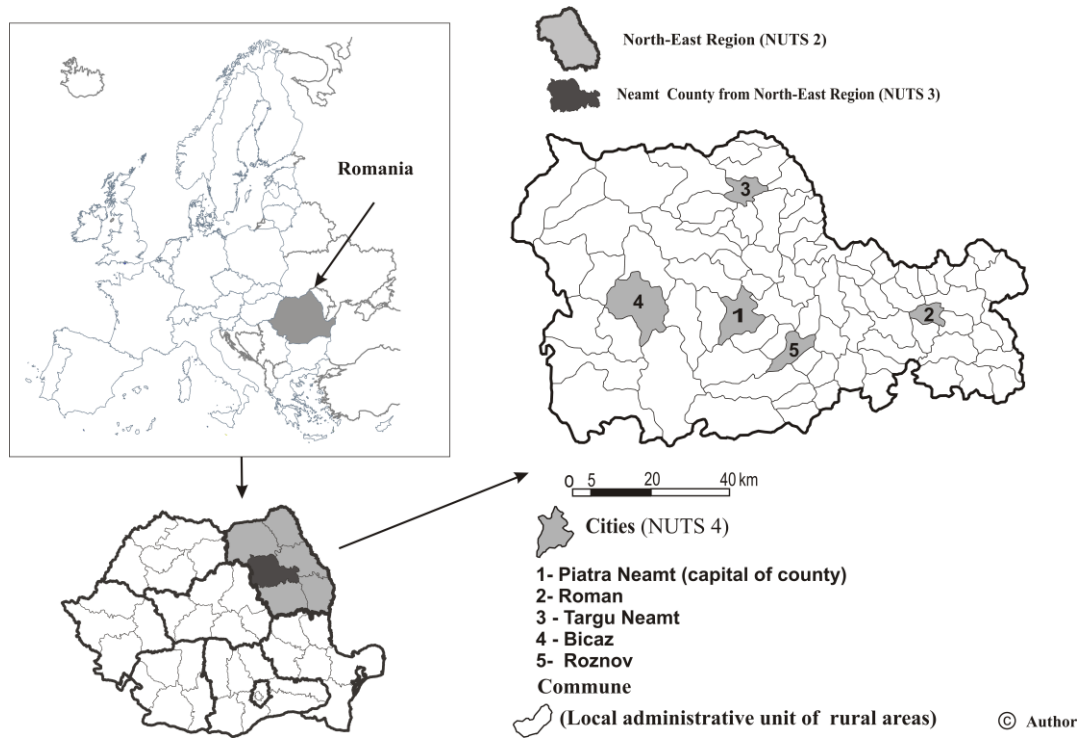 North-East Region (NUTS 2)
Neamt County from North-East Region (NUTS 3)
Romania
3
4
1
2
5
0 5 20 40 km
Cities (NUTS 4)
1- Piatra Neamt (capital of county)
2- Roman
3 - Targu Neamt
4 - Bicaz
5- Roznov
Commune
(Local administrative unit of rural areas)
© Author